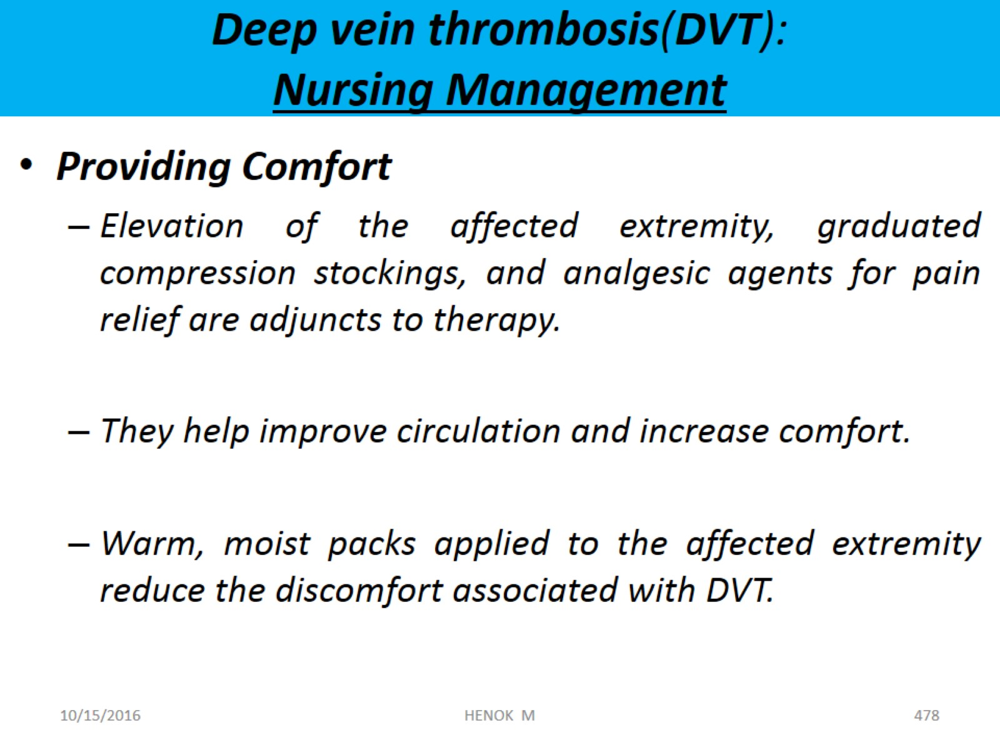 Deep vein thrombosis(DVT):
Nursing Management
• Providing Comfort
– Elevation of the affected extremity, graduated
compression stockings, and analgesic agents for pain
relief are adjuncts to therapy.
– They help improve circulation and increase comfort.
– Warm, moist packs applied to the affected extremity
reduce the discomfort associated with DVT.
10/15/2016 HENOK M 478